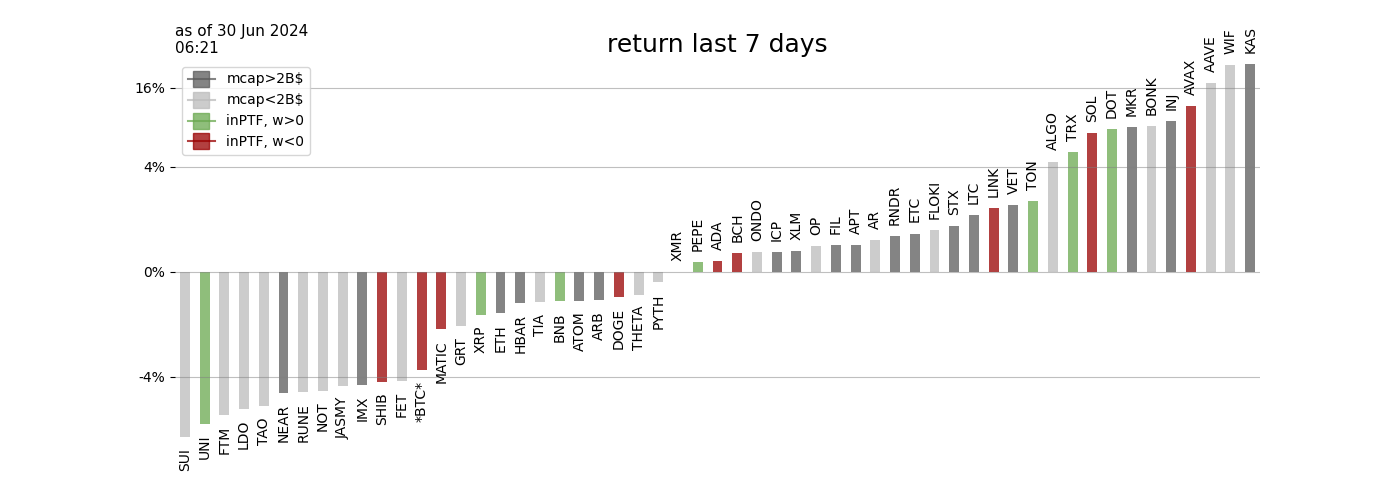 as of 30 Jun 2024
06:21
return last 7 days
mcap>2B$
mcap<2B$
inPTF, w>0
inPTF, w<0
16%
4%
0%
-4%
SUI
UNI
FTM
LDO
TAO
NEAR
RUNE
NOT
JASMY
IMX
SHIB
FET
*BTC*
MATIC
GRT
XRP
ETH
HBAR
TIA
BNB
ATOM
ARB
DOGE
THETA
PYTH
XMR
PEPE
ADA
BCH
ONDO
ICP
XLM
OP
FIL
APT
AR
RNDR
ETC
FLOKI
STX
LTC
LINK
VET
TON
ALGO
TRX
SOL
DOT
MKR
BONK
INJ
AVAX
AAVE
WIF
KAS